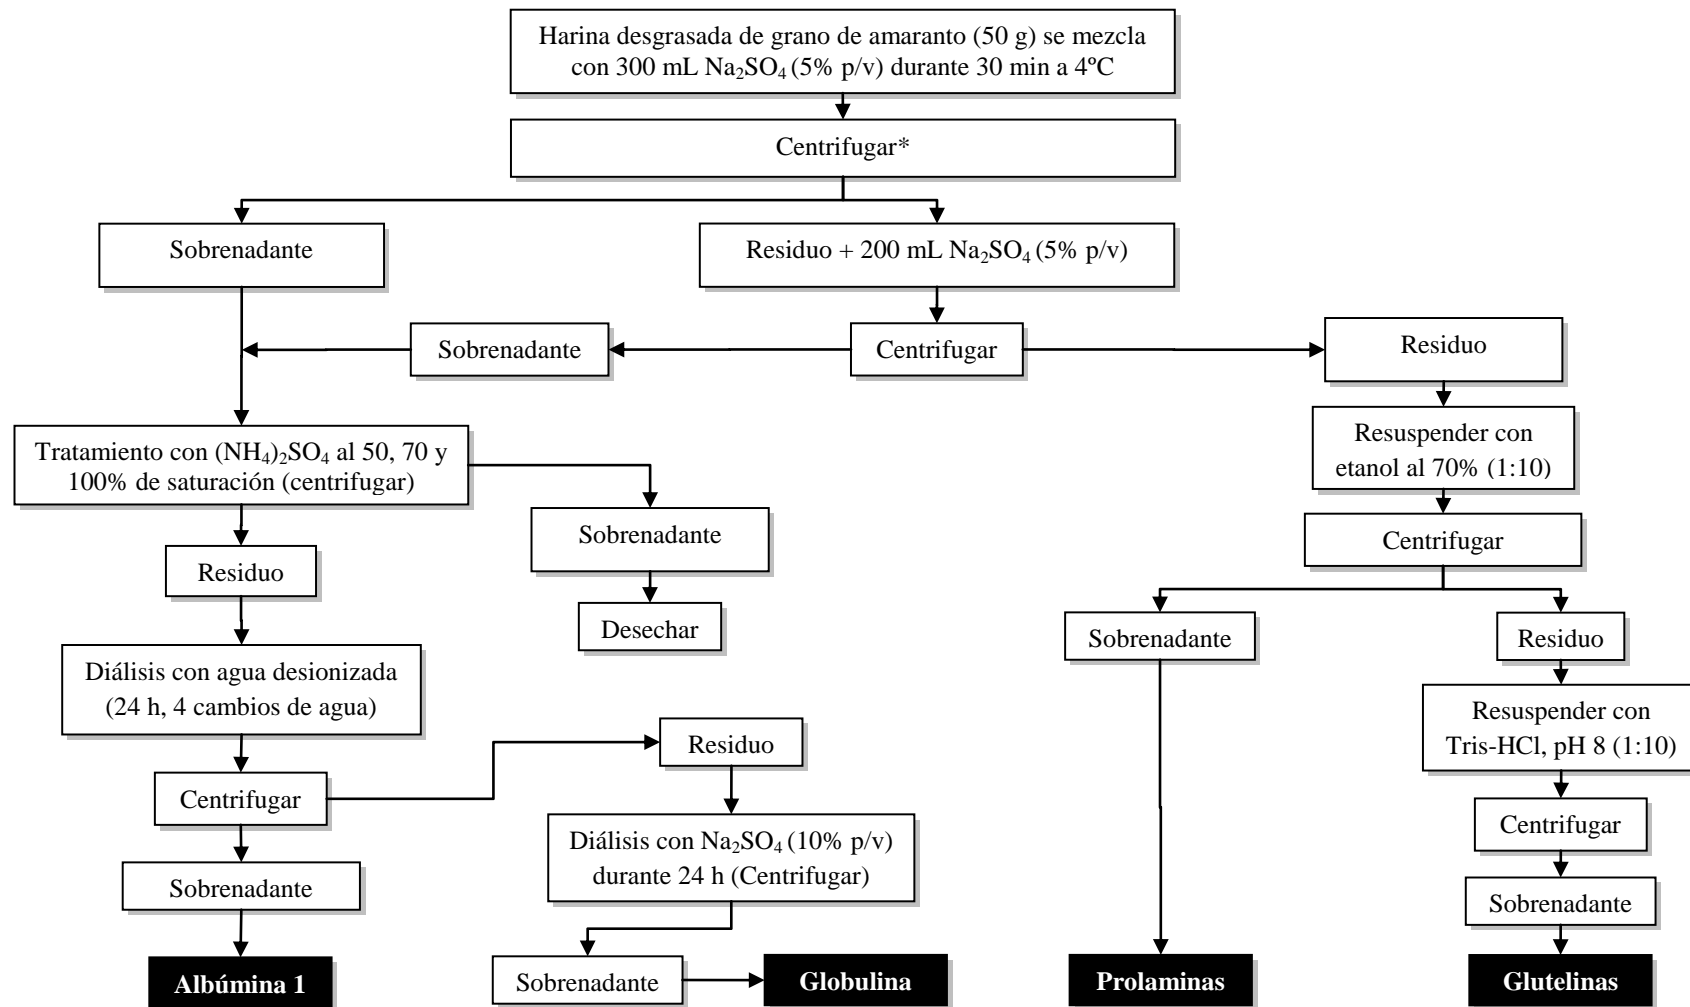 Harina desgrasada de grano de amaranto (50 g) se mezcla
con 300 mL Na₂SO₄ (5% p/v) durante 30 min a 4ºC
Centrifugar*
Sobrenadante
Residuo + 200 mL Na₂SO₄ (5% p/v)
Sobrenadante
Centrifugar
Residuo
Tratamiento con (NH₄)₂SO₄ al 50, 70 y
100% de saturación (centrifugar)
Resuspender con
etanol al 70% (1:10)
Sobrenadante
Centrifugar
Residuo
Desechar
Sobrenadante
Residuo
Diálisis con agua desionizada
(24 h, 4 cambios de agua)
Residuo
Resuspender con
Tris-HCl, pH 8 (1:10)
Centrifugar
Diálisis con Na₂SO₄ (10% p/v)
durante 24 h (Centrifugar)
Centrifugar
Sobrenadante
Sobrenadante
Sobrenadante
Albúmina 1
Globulina
Prolaminas
Glutelinas